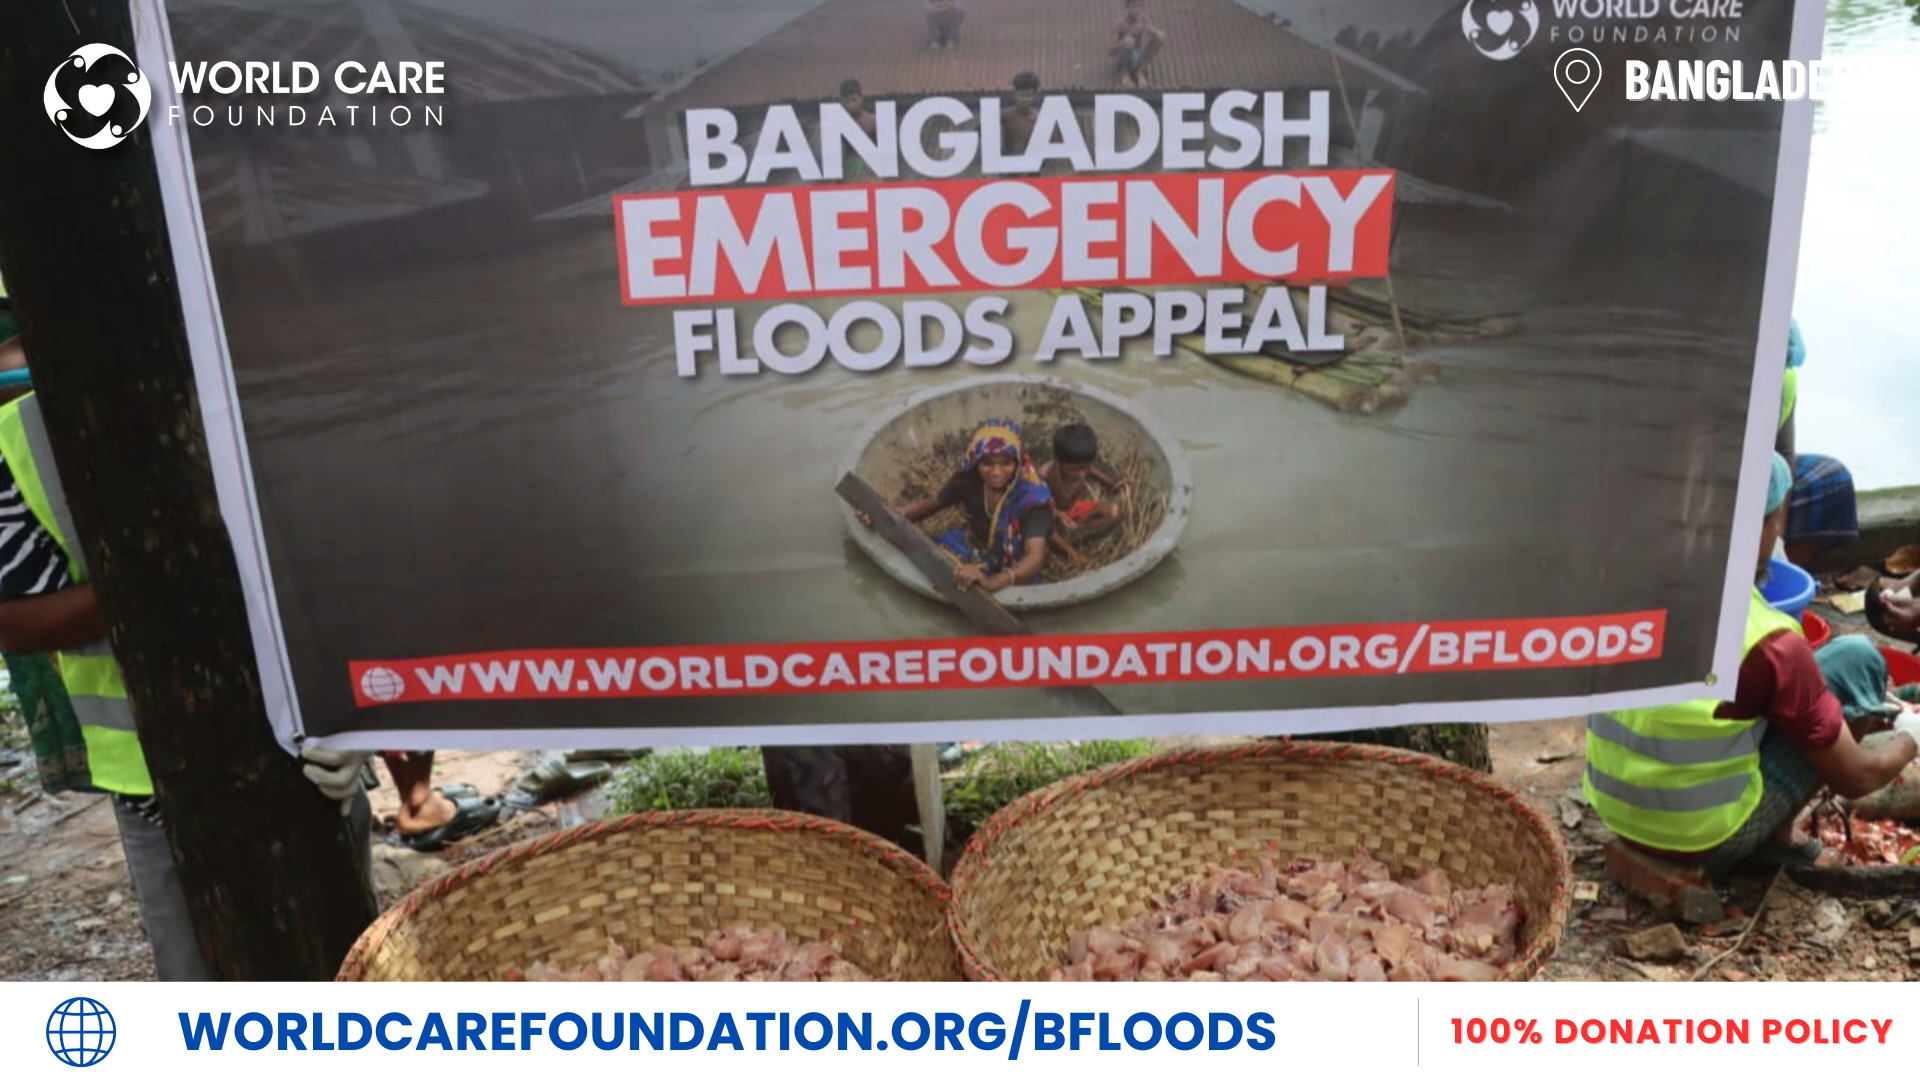 WORLD CARE
FOUNDATION
WORLD CARE
FOUNDATION
BANGLADE
BANGLADESH
EMERGENCY
FLOODS APPEAL
WWW.WORLDCAREFOUNDATION.ORG/BFLOODS
WORLDCAREFOUNDATION.ORG/BFLOODS
100% DONATION POLICY